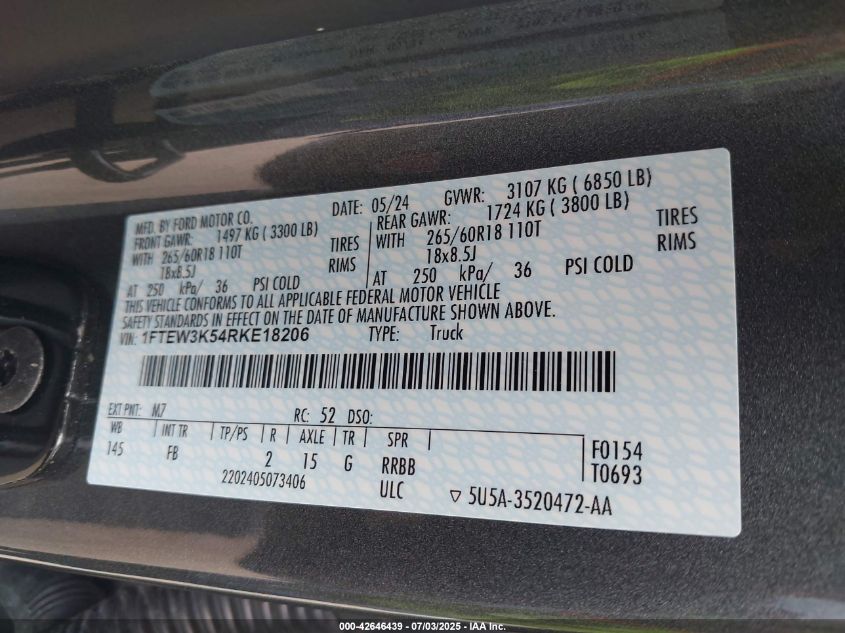 MFD. BY FORD MOTOR CO.
DATE: 05/24 GVWR: 3107 KG ( 6850 LB)
FRONT GAWR: 1497 KG ( 3300 LB)
WITH 265/60R18 110T TIRES
18x8.5J RIMS
AT 250 kPa/ 36 PSI COLD
REAR GAWR: 1724 KG ( 3800 LB)
WITH 265/60R18 110T TIRES
18x8.5J RIMS
AT 250 kPa/ 36 PSI COLD
THIS VEHICLE CONFORMS TO ALL APPLICABLE FEDERAL MOTOR VEHICLE
SAFETY STANDARDS IN EFFECT ON THE DATE OF MANUFACTURE SHOWN ABOVE.
VIN: 1FTEW3K54RKE18206 TYPE: Truck
EXT PNT: M7 RC: 52 DSO:
WB INT TR TP/PS R AXLE TR SPR
145 FB 2 15 G RRBB
2202405073406 ULC
F0154
T0693
▽ 5U5A-3520472-AA
000-42646439 - 07/03/2025 - IAA Inc.